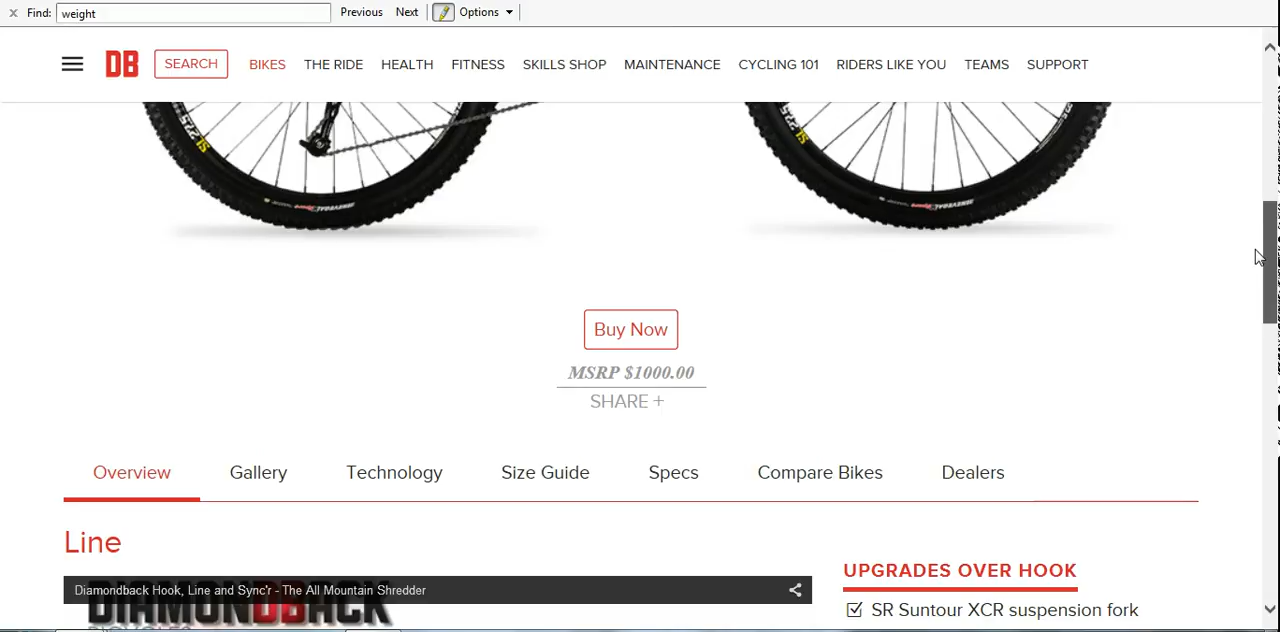 Find: weight Previous Next Options
DB SEARCH BIKES THE RIDE HEALTH FITNESS SKILLS SHOP MAINTENANCE CYCLING 101 RIDERS LIKE YOU TEAMS SUPPORT
Buy Now
MSRP $1000.00
SHARE +
Overview Gallery Technology Size Guide Specs Compare Bikes Dealers
Line
Diamondback Hook, Line and Sync'r - The All Mountain Shredder
DIAMONDBACK
BICYCLES
UPGRADES OVER HOOK
SR Suntour XCR suspension fork